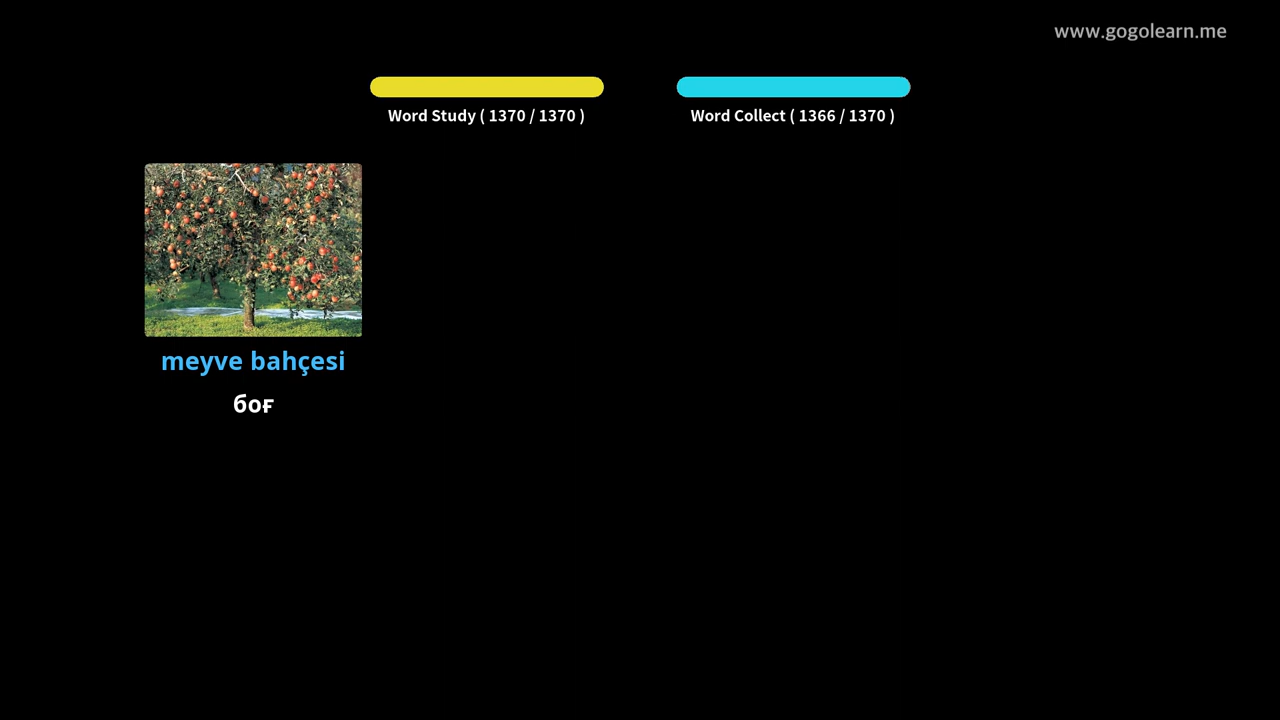 www.gogolearn.me
Word Study ( 1370 / 1370 )
Word Collect ( 1366 / 1370 )
meyve bahçesi
боғ